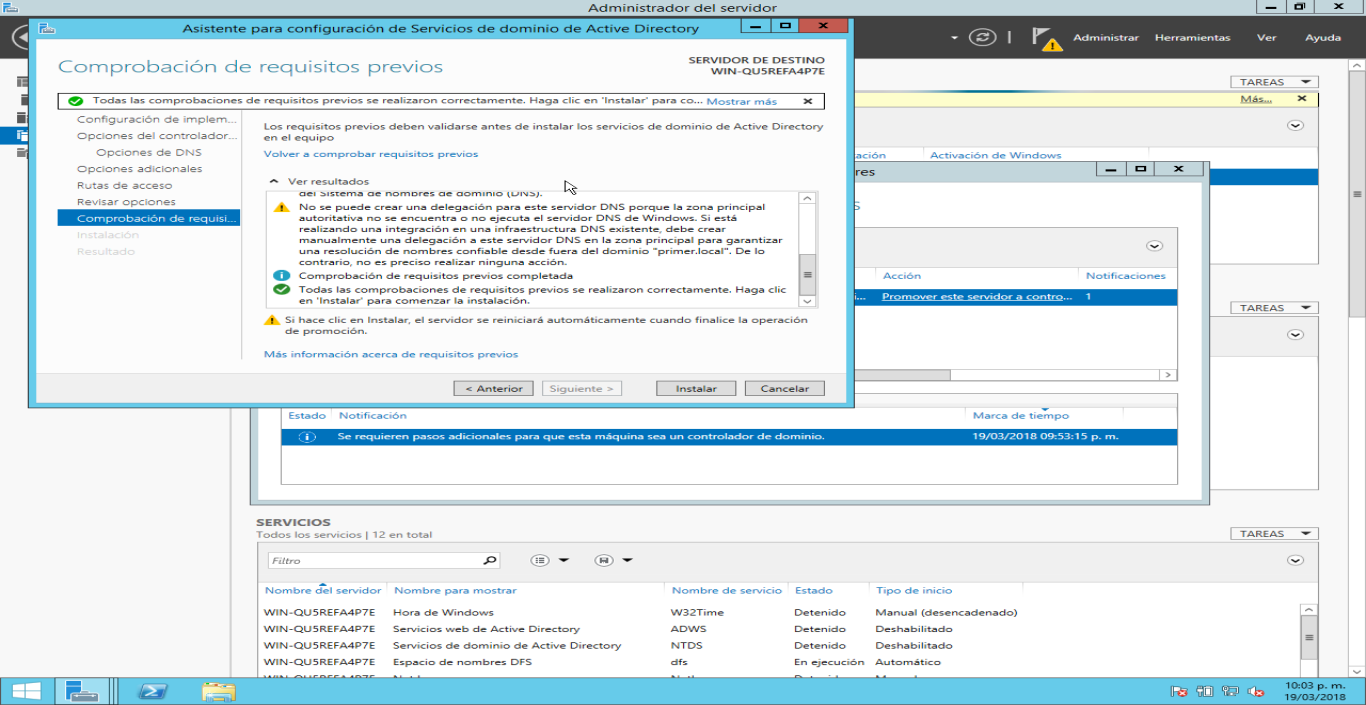 Administrador del servidor
Asistente para configuración de Servicios de dominio de Active Directory
Administrar Herramientas Ver Ayuda
Comprobación de requisitos previos
SERVIDOR DE DESTINO
WIN-QU5REFA4P7E
Todas las comprobaciones de requisitos previos se realizaron correctamente. Haga clic en 'Instalar' para co... Mostrar más
Configuración de implem...
Opciones del controlador...
Opciones de DNS
Opciones adicionales
Rutas de acceso
Revisar opciones
Comprobación de requisi...
Instalación
Resultado
Los requisitos previos deben validarse antes de instalar los servicios de dominio de Active Directory
en el equipo
Volver a comprobar requisitos previos
Ver resultados
del Sistema de nombres de dominio (DNS).
No se puede crear una delegación para este servidor DNS porque la zona principal
autoritativa no se encuentra o no ejecuta el servidor DNS de Windows. Si está
realizando una integración en una infraestructura DNS existente, debe crear
manualmente una delegación a este servidor DNS en la zona principal para garantizar
una resolución de nombres confiable desde fuera del dominio "primer.local". De lo
contrario, no es preciso realizar ninguna acción.
Comprobación de requisitos previos completada
Todas las comprobaciones de requisitos previos se realizaron correctamente. Haga clic
en 'Instalar' para comenzar la instalación.
Si hace clic en Instalar, el servidor se reiniciará automáticamente cuando finalice la operación
de promoción.
Más información acerca de requisitos previos
< Anterior Siguiente > Instalar Cancelar
TAREAS
Más...
ación Activación de Windows
res
S
Acción Notificaciones
Promover este servidor a contro... 1
TAREAS
Estado Notificación Marca de tiempo
Se requieren pasos adicionales para que esta máquina sea un controlador de dominio. 19/03/2018 09:53:15 p. m.
SERVICIOS
Todos los servicios | 12 en total
TAREAS
Filtro
Nombre del servidor Nombre para mostrar Nombre de servicio Estado Tipo de inicio
WIN-QU5REFA4P7E Hora de Windows W32Time Detenido Manual (desencadenado)
WIN-QU5REFA4P7E Servicios web de Active Directory ADWS Detenido Deshabilitado
WIN-QU5REFA4P7E Servicios de dominio de Active Directory NTDS Detenido Deshabilitado
WIN-QU5REFA4P7E Espacio de nombres DFS dfs En ejecución Automático
10:03 p. m.
19/03/2018